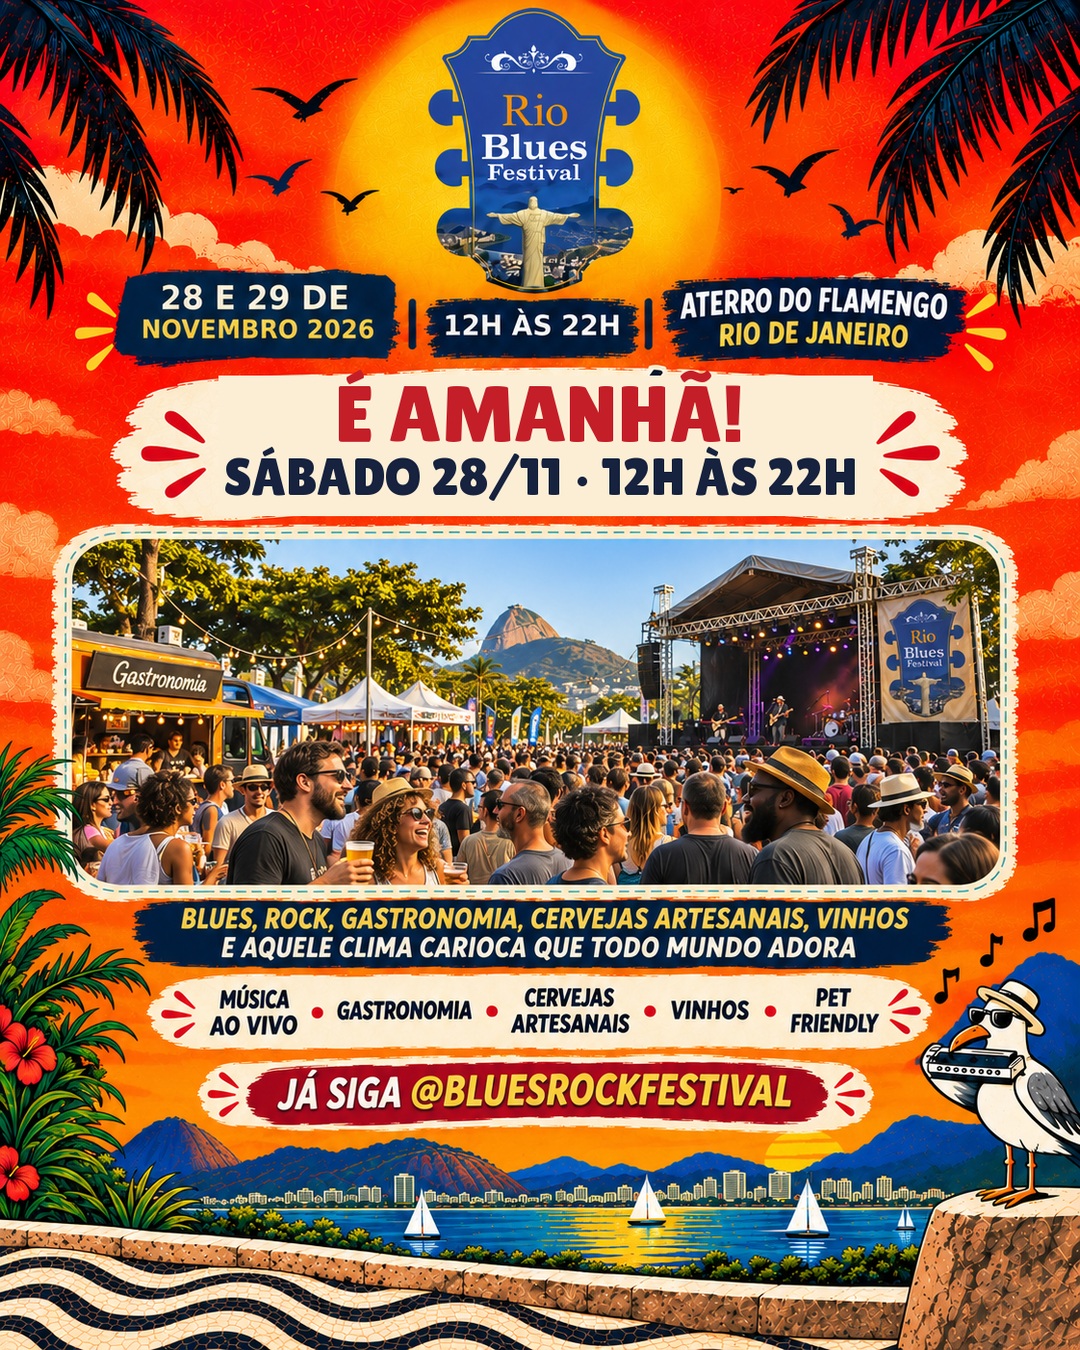 Rio
Blues
Festival
28 E 29 DE
NOVEMBRO 2026
12H ÀS 22H
ATERRO DO FLAMENGO
RIO DE JANEIRO
É AMANHÃ!
SÁBADO 28/11 · 12H ÀS 22H
Gastronomia
Rio
Blues
Festival
BLUES, ROCK, GASTRONOMIA, CERVEJAS ARTESANAIS, VINHOS
E AQUELE CLIMA CARIOCA QUE TODO MUNDO ADORA
MÚSICA
AO VIVO
GASTRONOMIA
CERVEJAS
ARTESANAIS
VINHOS
PET
FRIENDLY
JÁ SIGA @BLUESROCKFESTIVAL